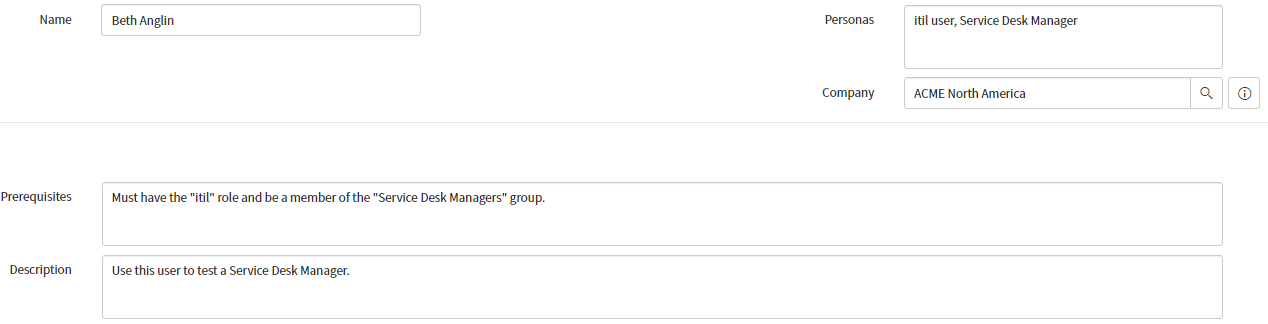 Name
Beth Anglin
Personas
itil user, Service Desk Manager
Company
ACME North America
Prerequisites
Must have the "itil" role and be a member of the "Service Desk Managers" group.
Description
Use this user to test a Service Desk Manager.